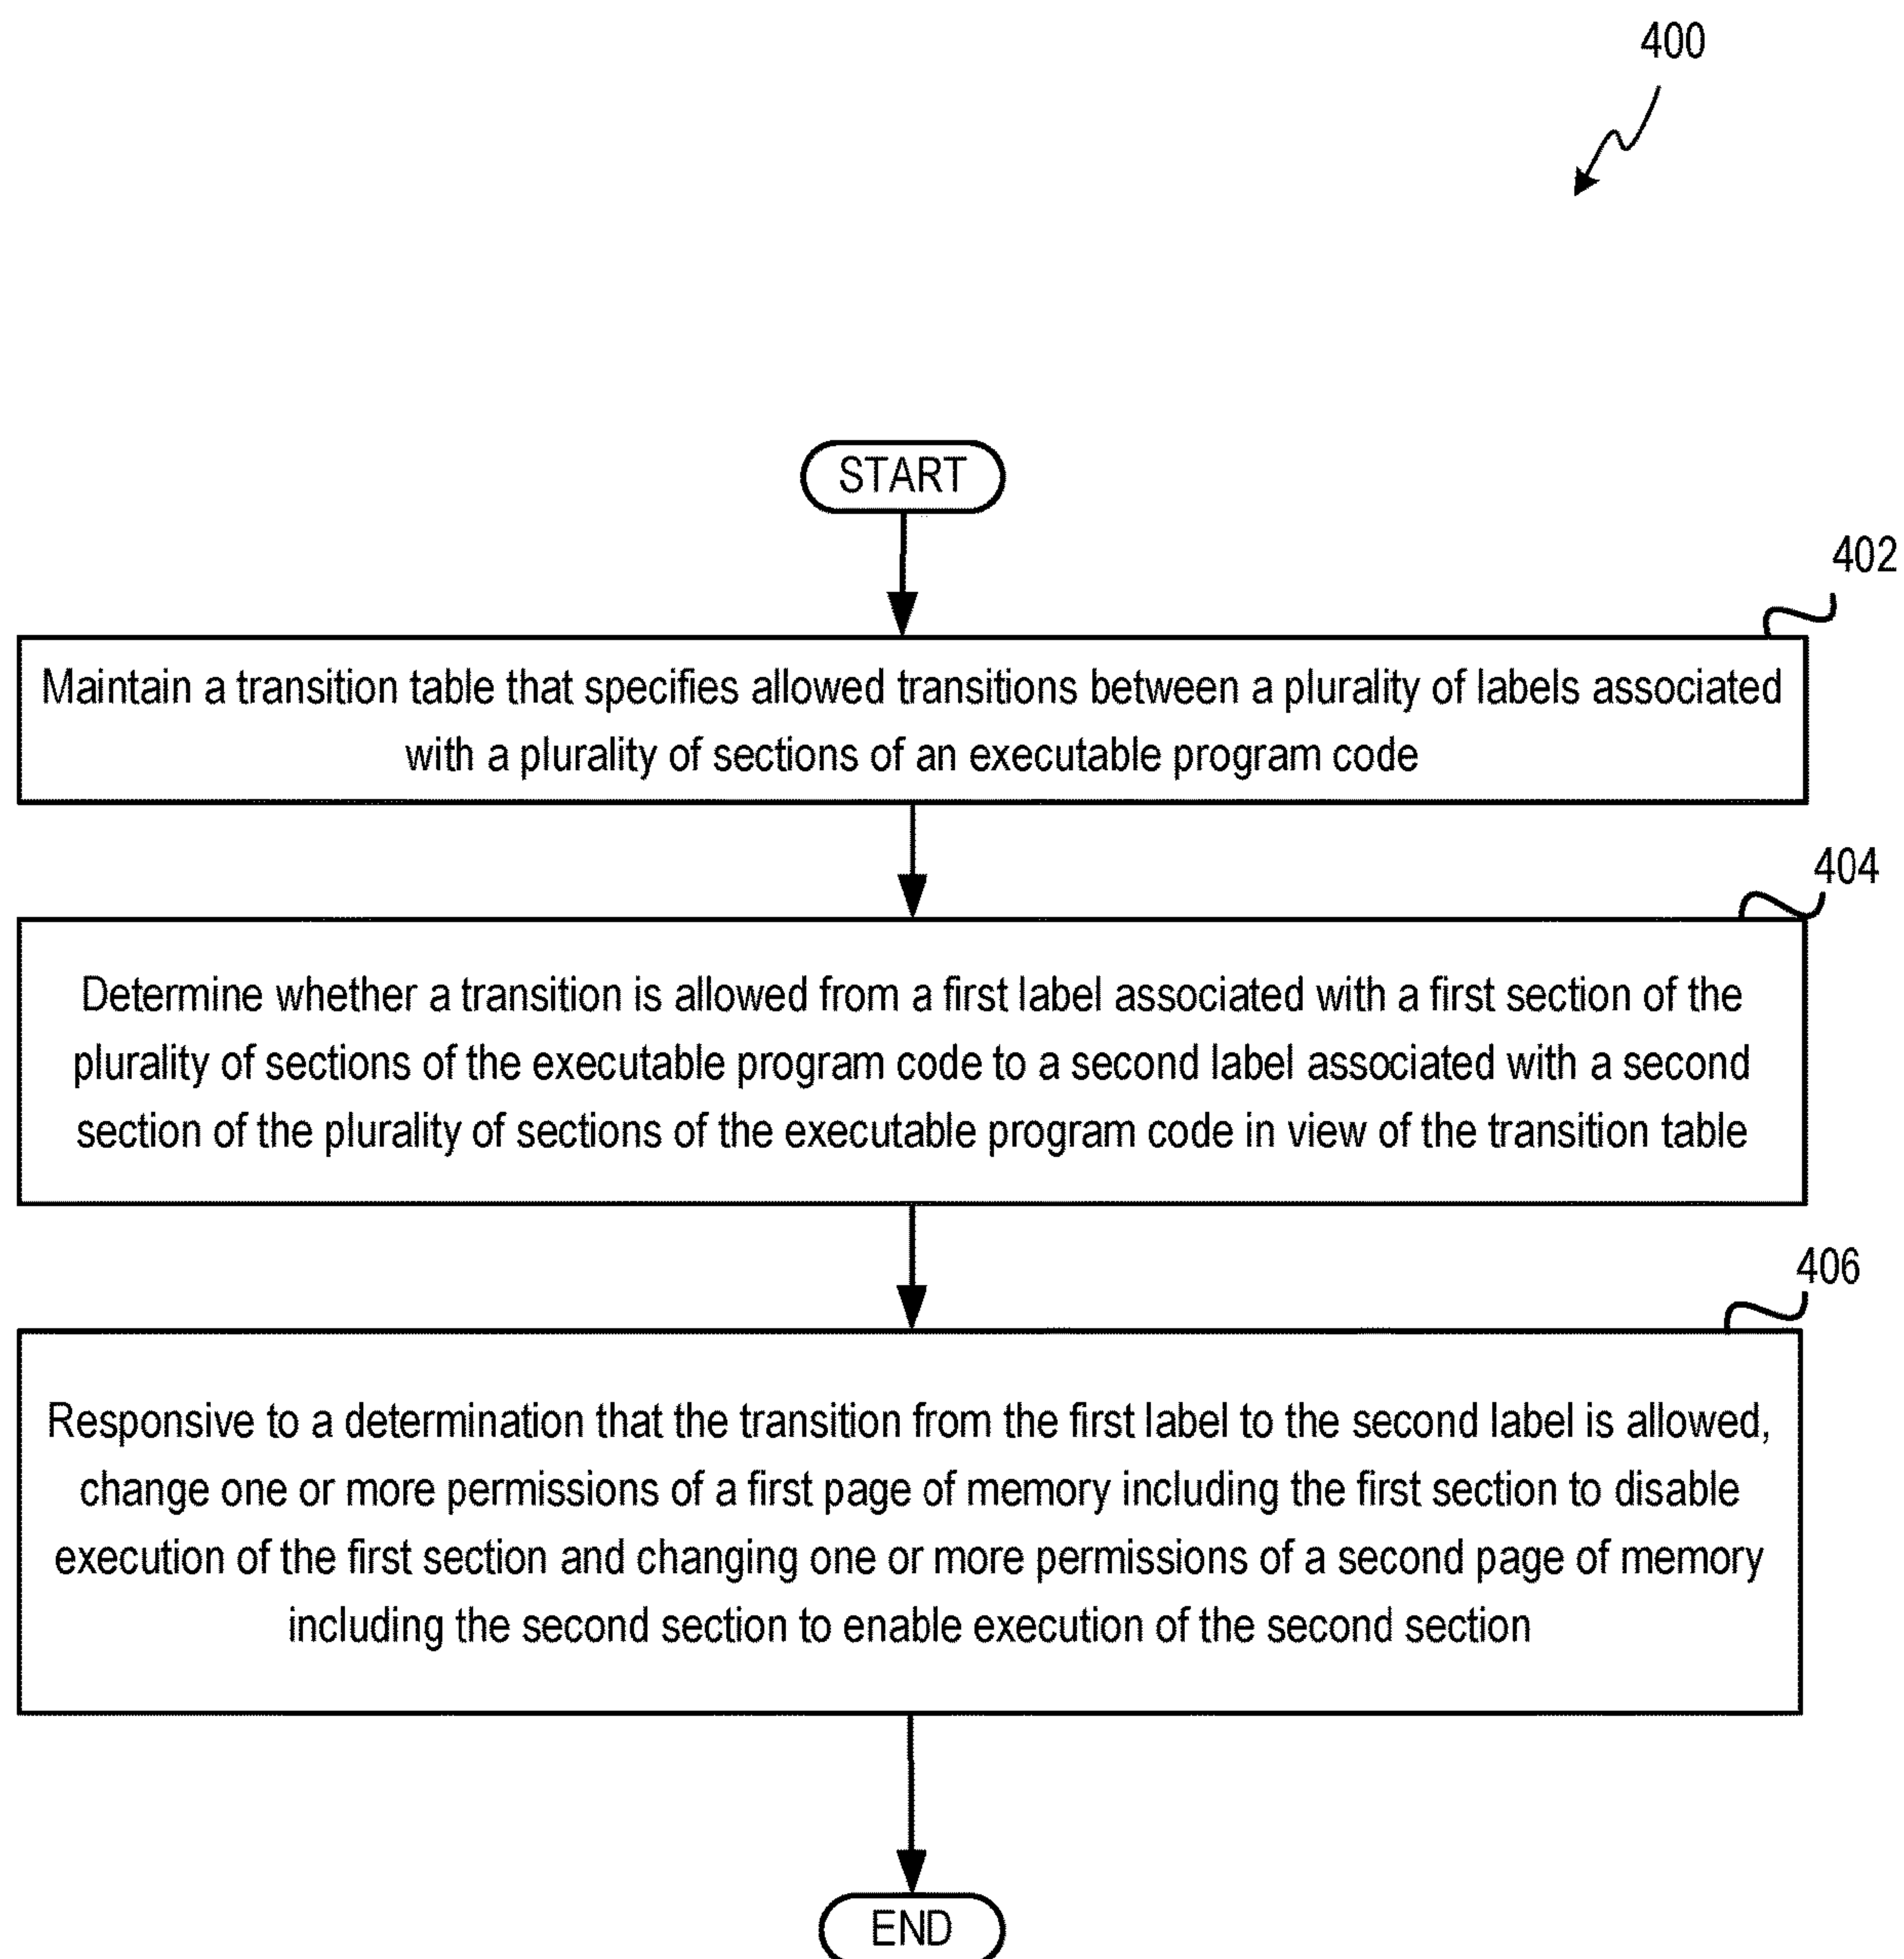 400
START
402
Maintain a transition table that specifies allowed transitions between a plurality of labels associated
with a plurality of sections of an executable program code
404
Determine whether a transition is allowed from a first label associated with a first section of the
plurality of sections of the executable program code to a second label associated with a second
section of the plurality of sections of the executable program code in view of the transition table
406
Responsive to a determination that the transition from the first label to the second label is allowed,
change one or more permissions of a first page of memory including the first section to disable
execution of the first section and changing one or more permissions of a second page of memory
including the second section to enable execution of the second section
END